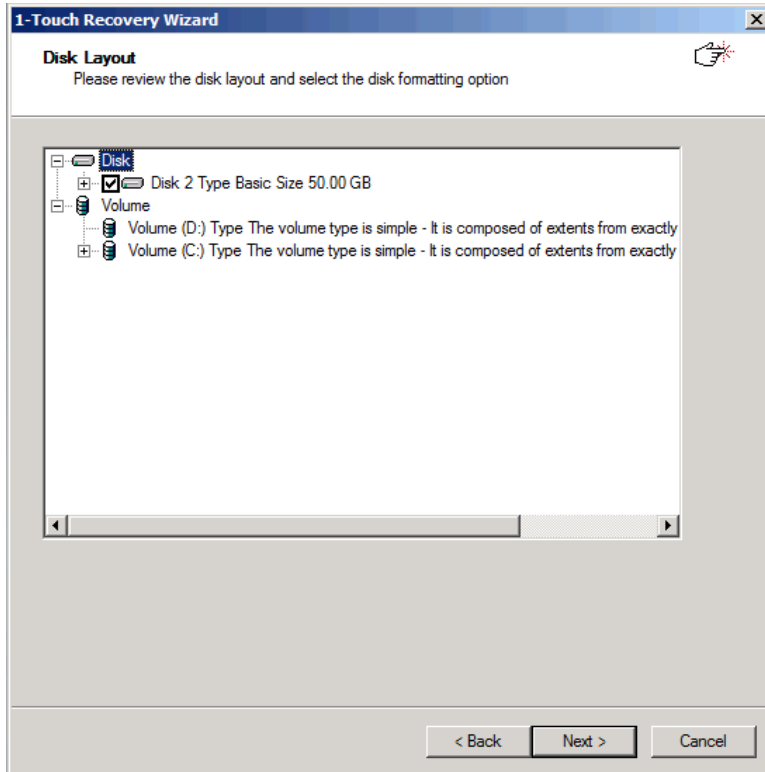 1-Touch Recovery Wizard
Disk Layout
Please review the disk layout and select the disk formatting option
Disk
Disk 2 Type Basic Size 50.00 GB
Volume
Volume (D:) Type The volume type is simple - It is composed of extents from exactly
Volume (C:) Type The volume type is simple - It is composed of extents from exactly
< Back Next > Cancel